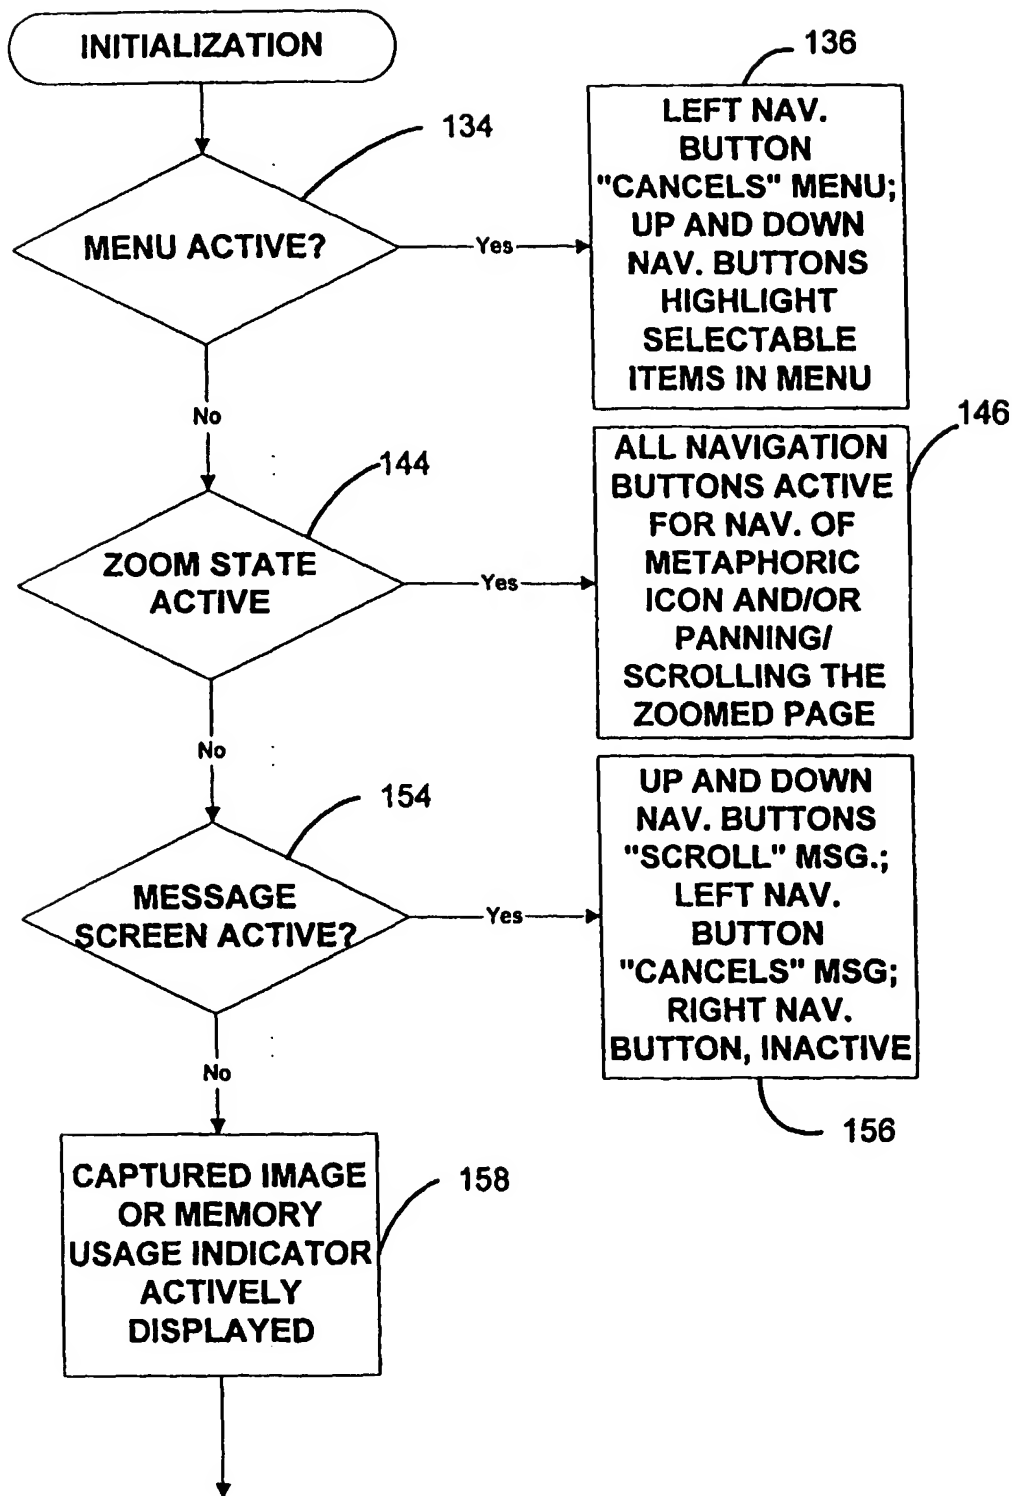 INITIALIZATION
136
134
LEFT NAV.
BUTTON
"CANCELS" MENU;
UP AND DOWN
NAV. BUTTONS
HIGHLIGHT
SELECTABLE
ITEMS IN MENU
MENU ACTIVE?
Yes
No
146
144
ALL NAVIGATION
BUTTONS ACTIVE
FOR NAV. OF
METAPHORIC
ICON AND/OR
PANNING/
SCROLLING THE
ZOOMED PAGE
ZOOM STATE
ACTIVE
Yes
No
154
UP AND DOWN
NAV. BUTTONS
"SCROLL" MSG.;
LEFT NAV.
BUTTON
"CANCELS" MSG;
RIGHT NAV.
BUTTON, INACTIVE
MESSAGE
SCREEN ACTIVE?
Yes
No
156
158
CAPTURED IMAGE
OR MEMORY
USAGE INDICATOR
ACTIVELY
DISPLAYED